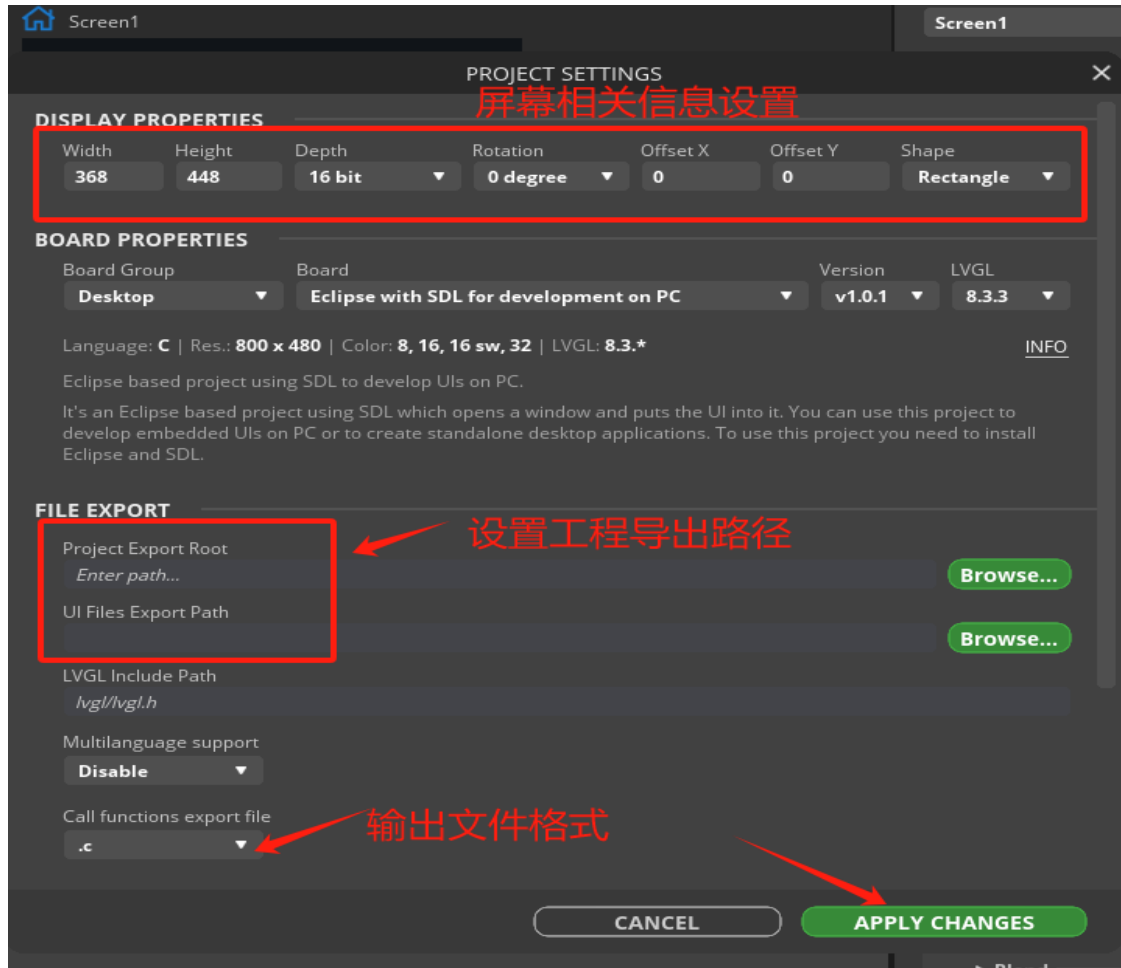 Screen1
Screen1
PROJECT SETTINGS
屏幕相关信息设置
DISPLAY PROPERTIES
Width Height Depth Rotation Offset X Offset Y Shape
368 448 16 bit 0 degree 0 0 Rectangle
BOARD PROPERTIES
Board Group Board Version LVGL
Desktop Eclipse with SDL for development on PC v1.0.1 8.3.3
Language: C | Res.: 800 x 480 | Color: 8, 16, 16 sw, 32 | LVGL: 8.3.*
INFO
Eclipse based project using SDL to develop UIs on PC.
It's an Eclipse based project using SDL which opens a window and puts the UI into it. You can use this project to
develop embedded UIs on PC or to create standalone desktop applications. To use this project you need to install
Eclipse and SDL.
FILE EXPORT
设置工程导出路径
Project Export Root
Enter path...
Browse...
UI Files Export Path
Browse...
LVGL Include Path
lvgl/lvgl.h
Multilanguage support
Disable
Call functions export file
.c
输出文件格式
CANCEL
APPLY CHANGES